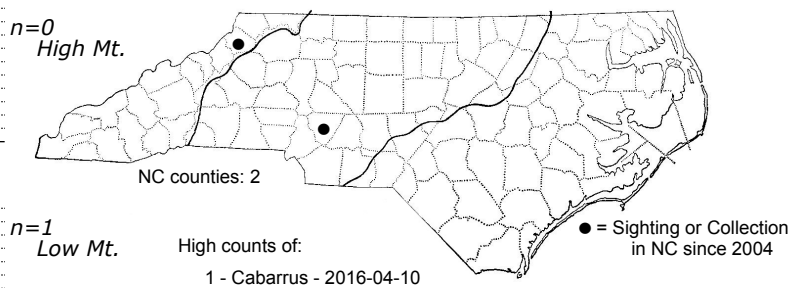 n=0
High Mt.
NC counties: 2
n=1
Low Mt.
High counts of:
1 - Cabarrus - 2016-04-10
● = Sighting or Collection
in NC since 2004